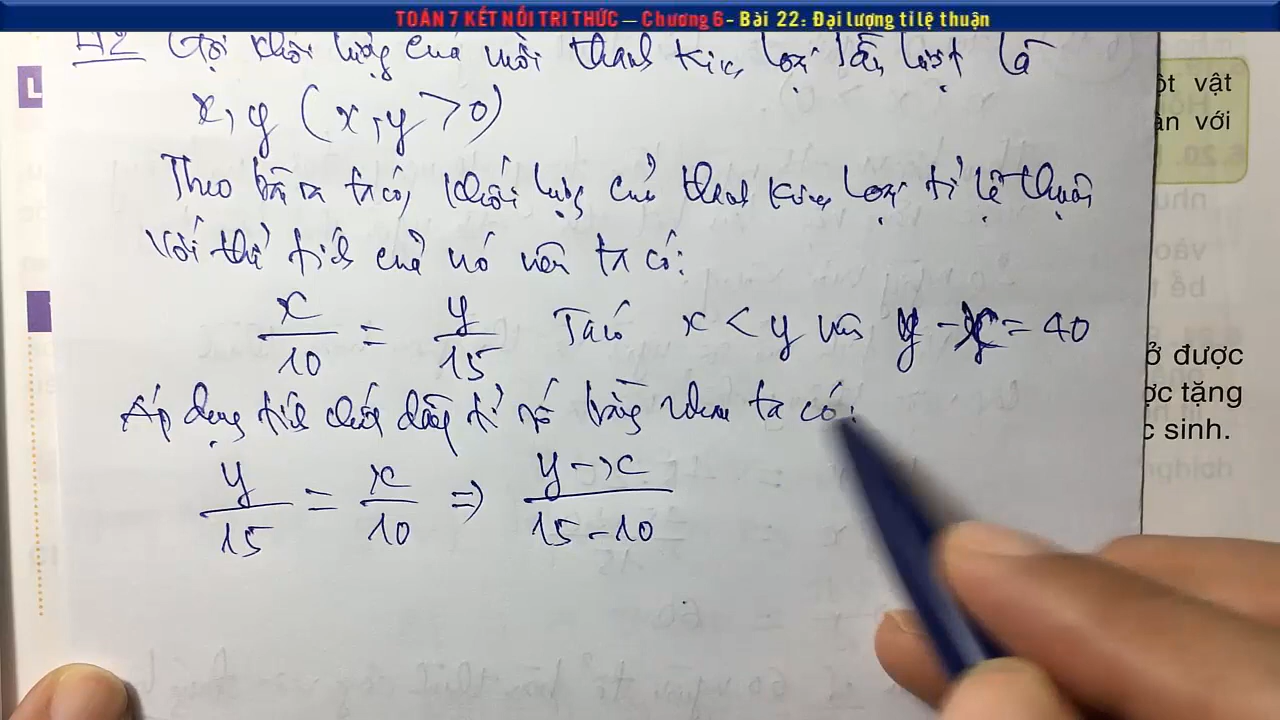 TOÁN 7 KẾT NỐI TRI THỨC – Chương 6- Bài 22: Đại lượng tỉ lệ thuận
Gọi khối lượng của mỗi thanh kim loại lần lượt là
x, y (x, y > 0)
Theo bài ra ta có, khối lượng của thanh kim loại tỉ lệ thuận
với thể tích của nó nên ta có:
x/10 = y/15 Ta có x < y và y - x = 40
Áp dụng tính chất dãy tỉ số bằng nhau ta có:
y/15 = x/10 => y-x/15-10
ột vật
ận với
ở được
ợc tặng
c sinh.